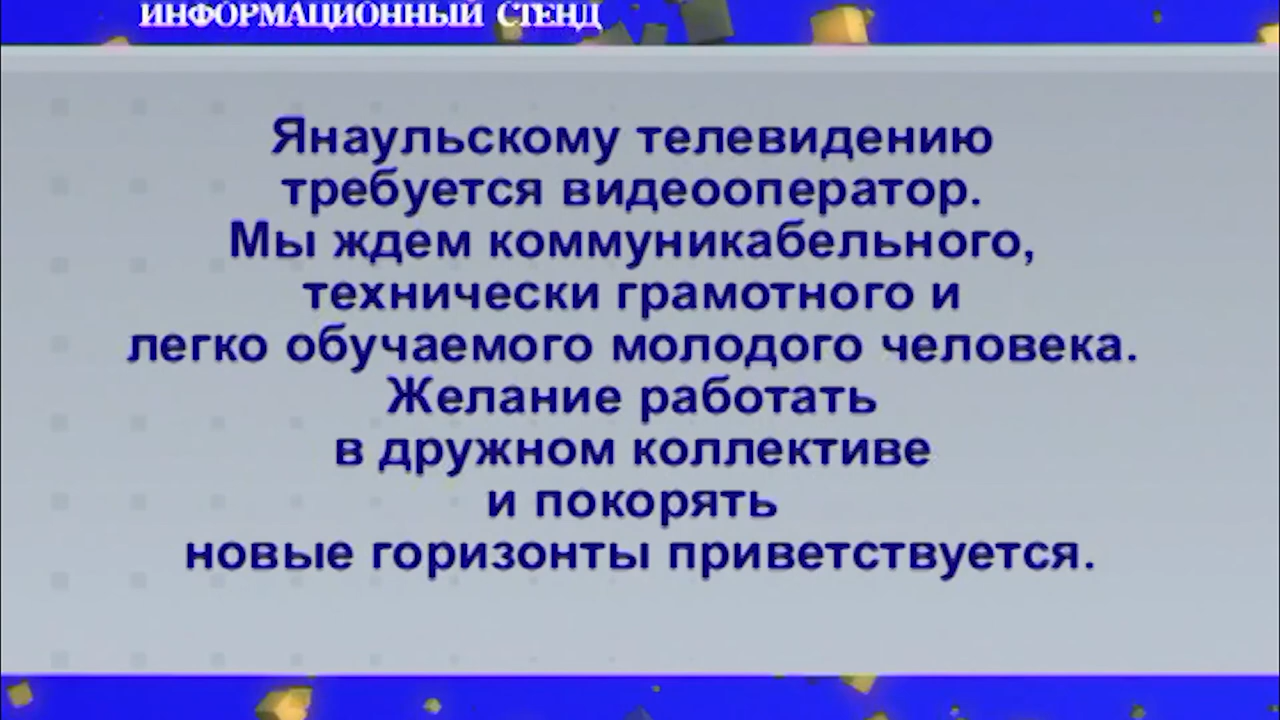 ИНФОРМАЦИОННЫЙ СТЕНД
Янаульскому телевидению
требуется видеооператор.
Мы ждем коммуникабельного,
технически грамотного и
легко обучаемого молодого человека.
Желание работать
в дружном коллективе
и покорять
новые горизонты приветствуется.